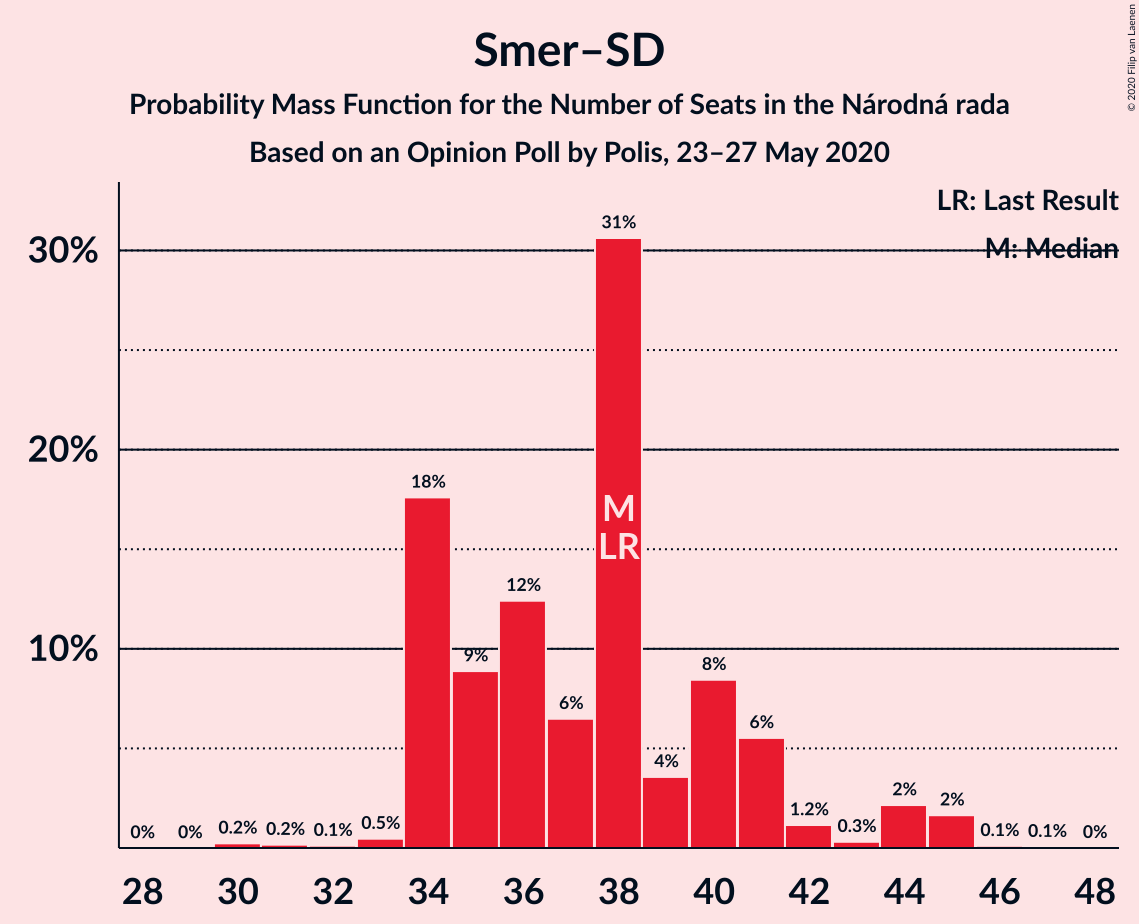 Smer–SD
Probability Mass Function for the Number of Seats in the Národná rada
Based on an Opinion Poll by Polis, 23–27 May 2020
© 2020 Filip van Laenen
LR: Last Result
M: Median
30%
20%
10%
0%
0%
0.2%
0.2%
0.1%
0.5%
18%
9%
12%
6%
31%
M
LR
4%
8%
6%
1.2%
0.3%
2%
2%
0.1%
0.1%
0%
28 30 32 34 36 38 40 42 44 46 48